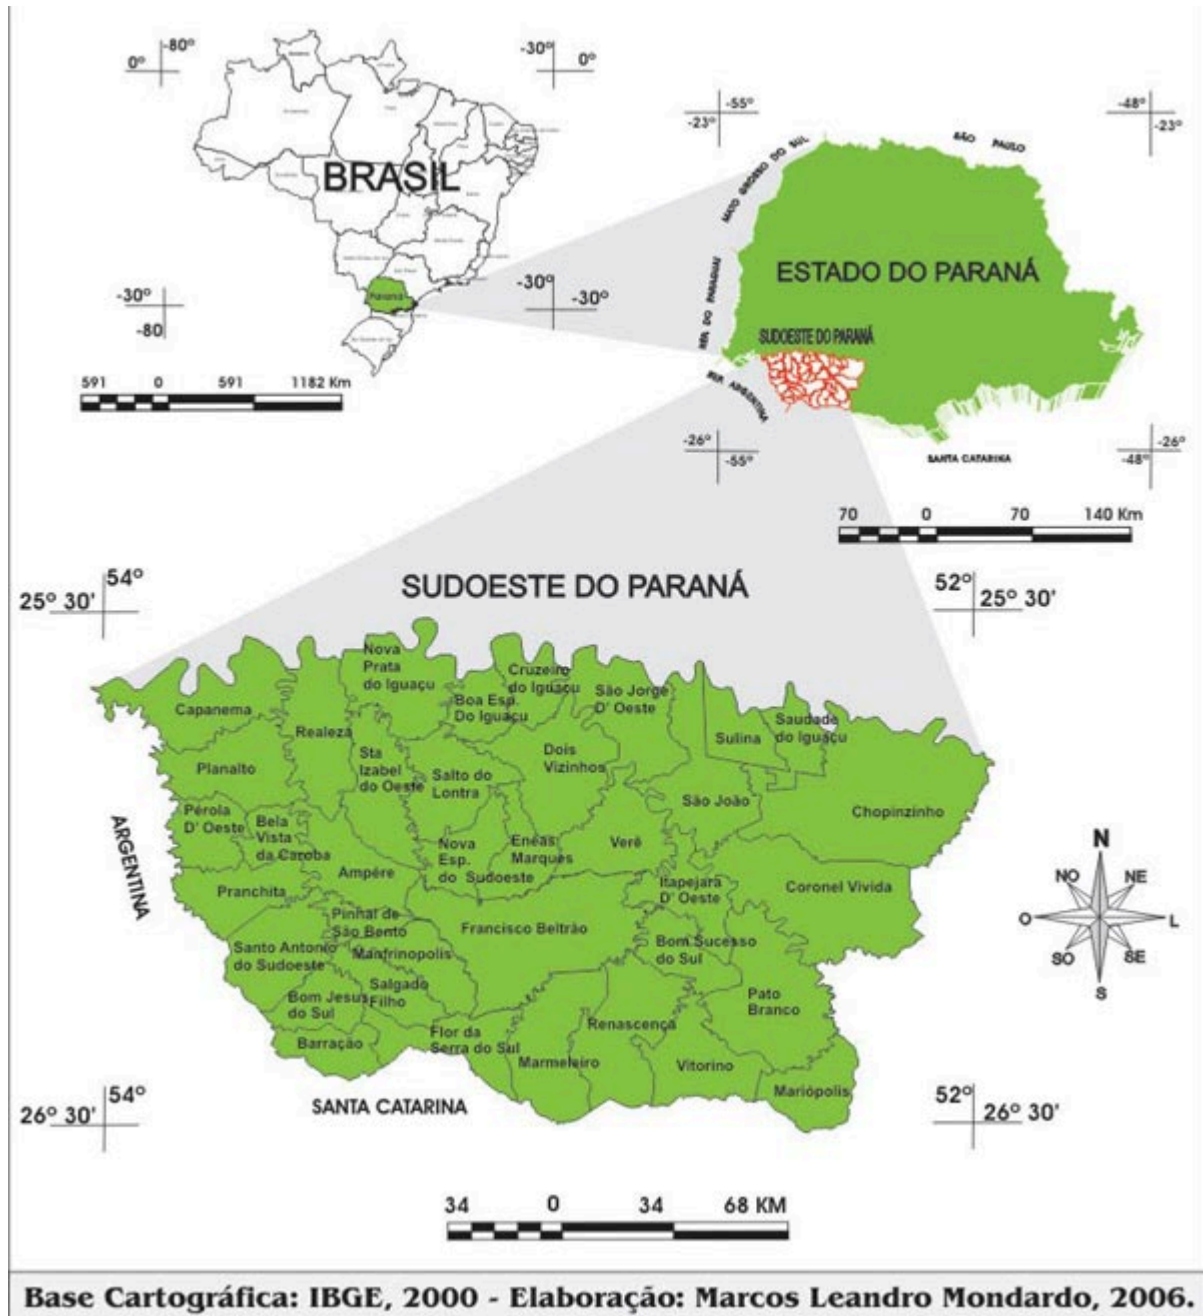 -80°
0°
-30°
0°
BRASIL
Paraná
-30°
-80
-30°
-30°
591 0 591 1182 Km
-55°
-23°
-48°
-23°
MATO GROSSO DO SUL
SÃO PAULO
REP. DO PARAGUAI
ESTADO DO PARANÁ
SUDOESTE DO PARANÁ
REP. ARGENTINA
-26°
-55°
-26°
-48°
SANTA CATARINA
70 0 70 140 Km
54°
25° 30'
SUDOESTE DO PARANÁ
52°
25° 30'
Nova
Prata
do Iguaçu
Cruzeiro
do Iguaçu
Boa Esp.
Do Iguaçu
São Jorge
D' Oeste
Capanema
Realeza
Sulina
Saudade
do Iguaçu
Planalto
Sta
Izabel
do Oeste
Salto do
Lontra
Dois
Vizinhos
São João
Chopinzinho
Pérola
D' Oeste
Bela
Vista
da Caroba
Nova
Esp.
do Sudoeste
Enéas
Marques
Verê
Ampére
Pranchita
Itapejara
D' Oeste
Coronel Vivida
ARGENTINA
Pinhal de
São Bento
Manfrinopolis
Francisco Beltrão
Bom Sucesso
do Sul
Santo Antonio
do Sudoeste
Salgado
Filho
Bom Jesus
do Sul
Pato
Branco
Renascença
Barração
Flor da
Serra do Sul
Marmeleiro
Vitorino
Mariópolis
N
NO
NE
O
L
SO
SE
S
54°
26° 30'
SANTA CATARINA
52°
26° 30'
34 0 34 68 KM
Base Cartográfica: IBGE, 2000 - Elaboração: Marcos Leandro Mondardo, 2006.